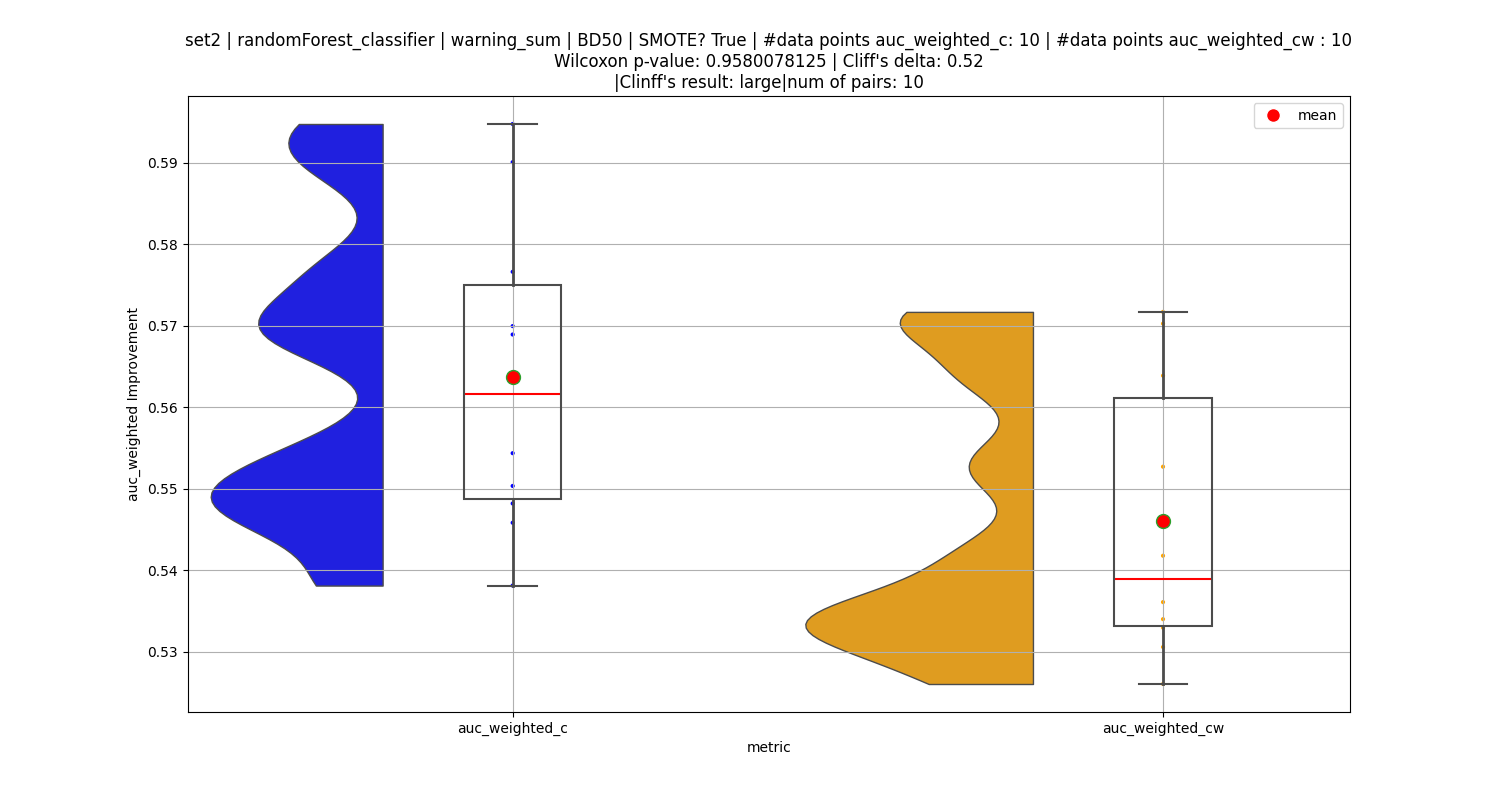 set2 | randomForest_classifier | warning_sum | BD50 | SMOTE? True | #data points auc_weighted_c: 10 | #data points auc_weighted_cw : 10
Wilcoxon p-value: 0.9580078125 | Cliff's delta: 0.52
|Clinff's result: large|num of pairs: 10
mean
0.59
0.58
0.57
0.56
0.55
0.54
0.53
auc_weighted Improvement
auc_weighted_c
auc_weighted_cw
metric